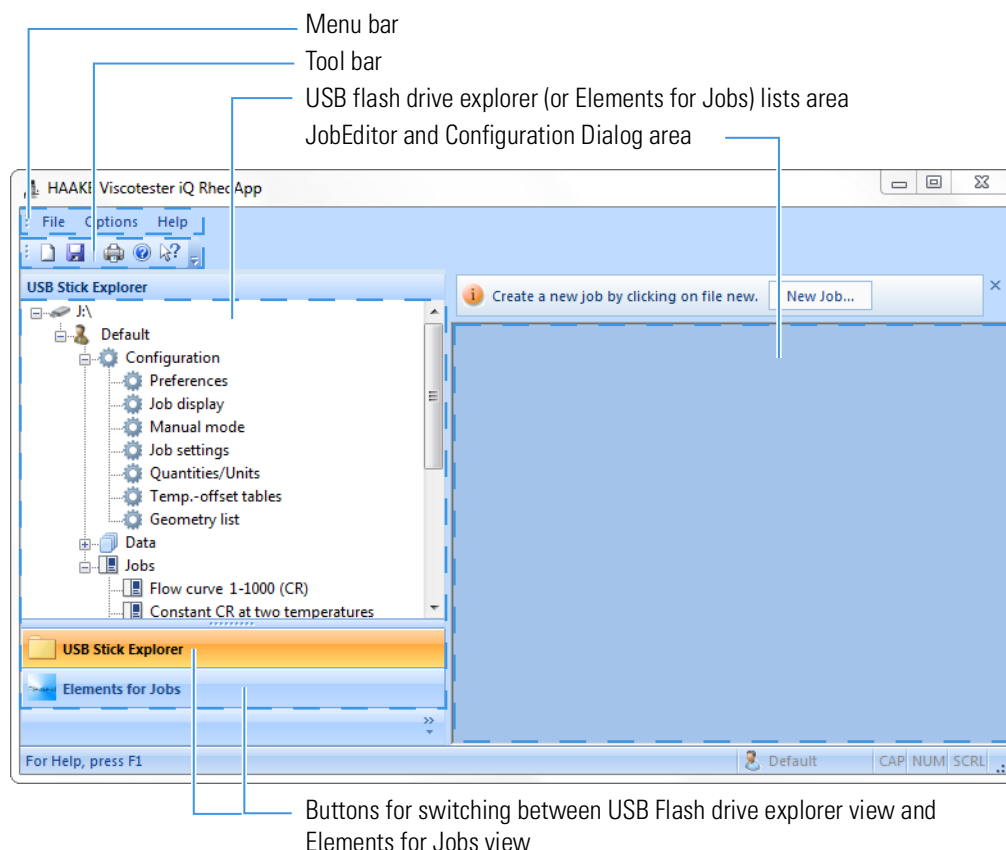 Menu bar
Tool bar
USB flash drive explorer (or Elements for Jobs) lists area
JobEditor and Configuration Dialog area
HAAKE Viscotester iQ RheoApp
File Options Help
USB Stick Explorer
Create a new job by clicking on file new. New Job...
J:\
Default
Configuration
Preferences
Job display
Manual mode
Job settings
Quantities/Units
Temp.-offset tables
Geometry list
Data
Jobs
Flow curve 1-1000 (CR)
Constant CR at two temperatures
USB Stick Explorer
Elements for Jobs
For Help, press F1 Default CAP NUM SCRL
Buttons for switching between USB Flash drive explorer view and
Elements for Jobs view